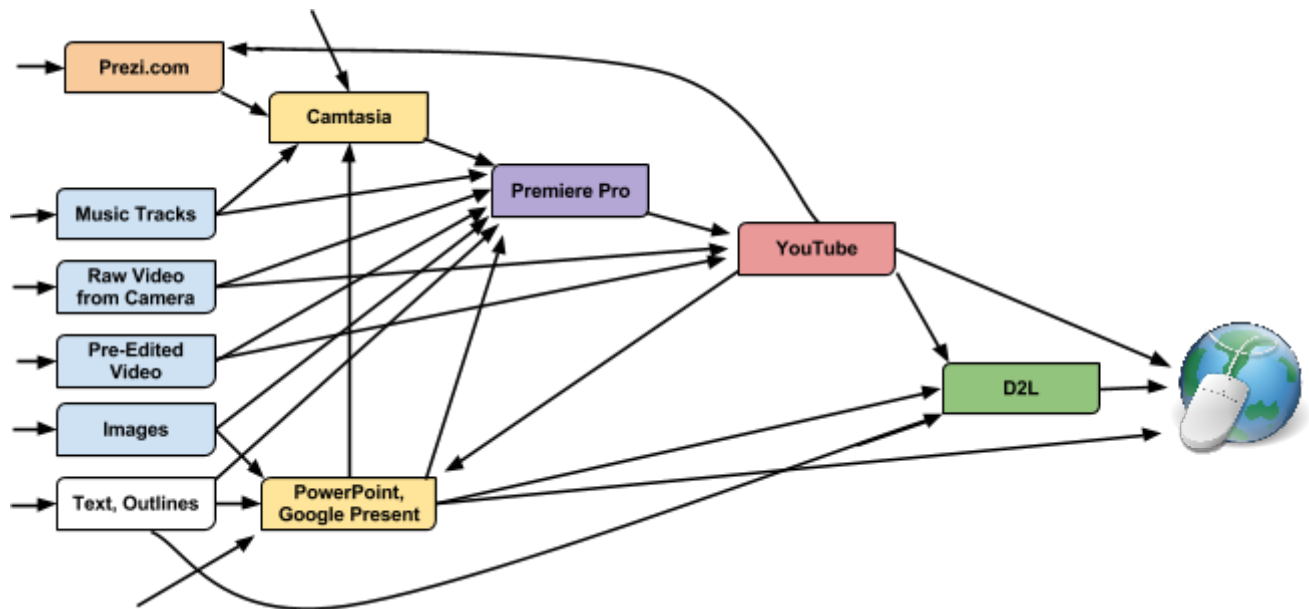 Prezi.com
Camtasia
Premiere Pro
Music Tracks
YouTube
Raw Video
from Camera
Pre-Edited
Video
D2L
Images
Text, Outlines
PowerPoint,
Google Present